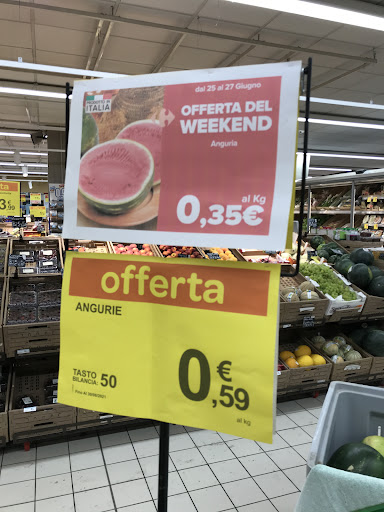 ITALIA
dal 25 al 27 Giugno
OFFERTA DEL
WEEKEND
Anguria
al Kg
0,35€
offerta
ANGURIE
TASTO
BILANCIA: 50
0,59 €
al kg